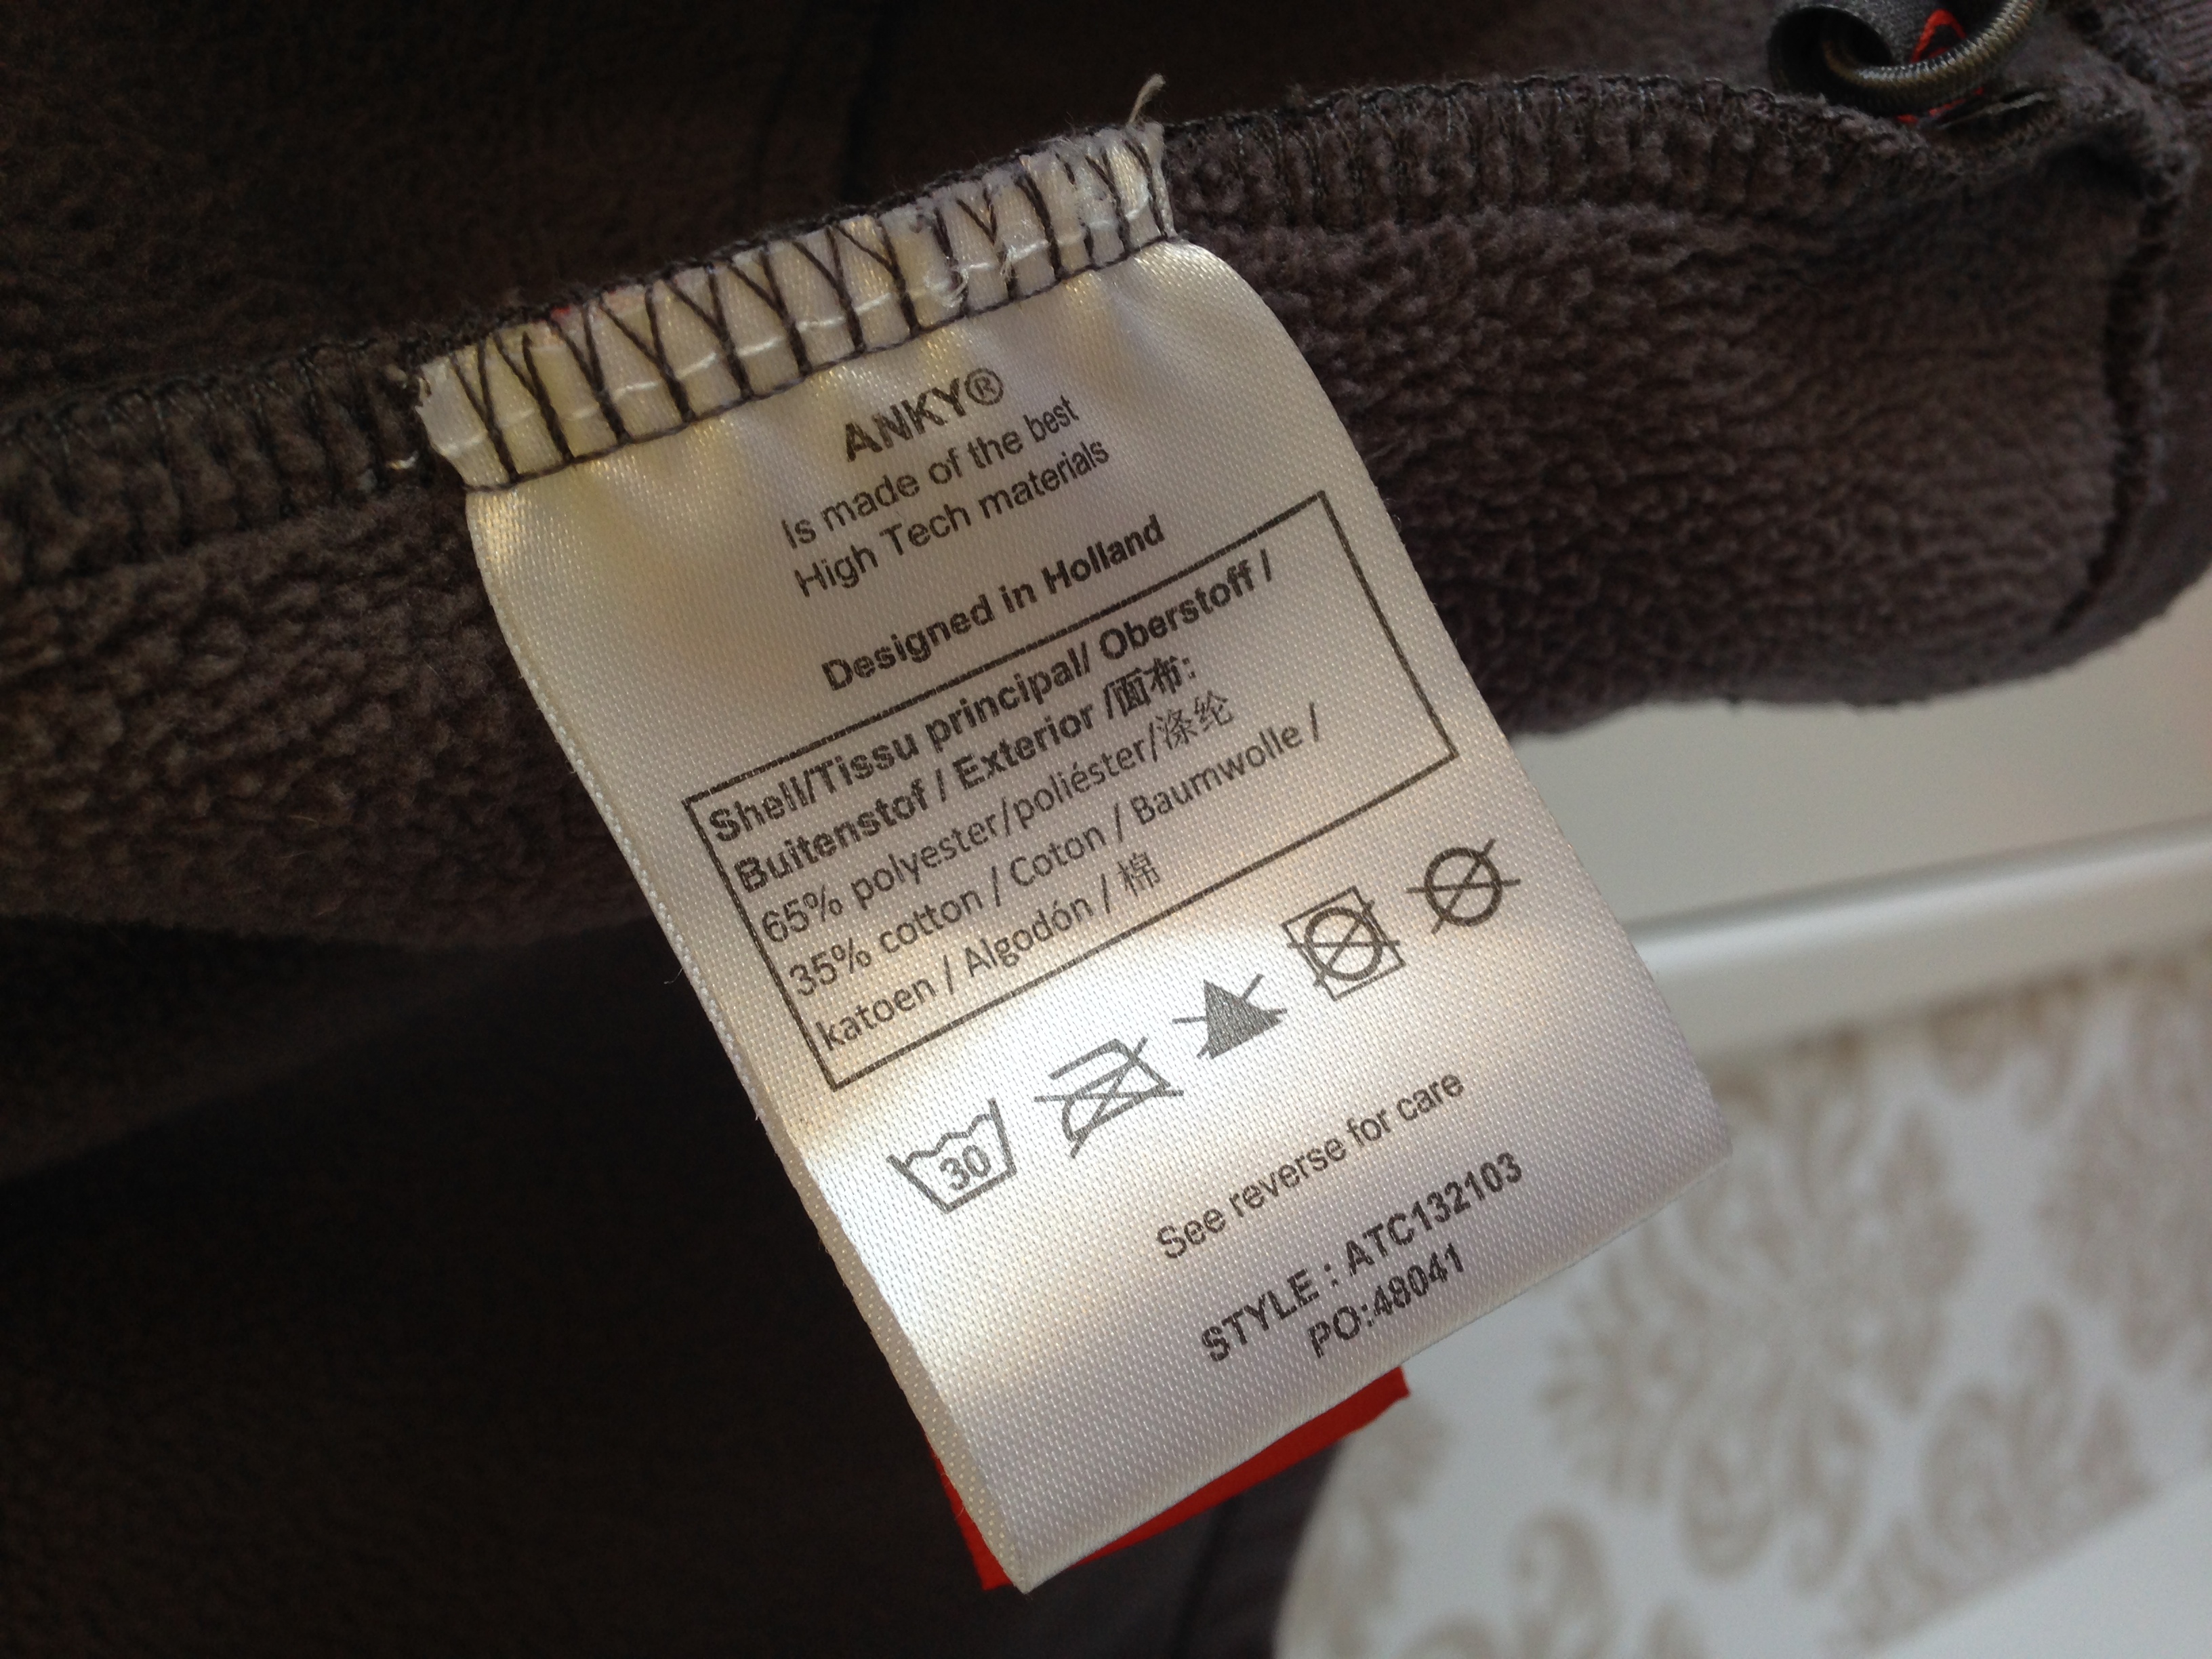 ANKY®
Is made of the best
High Tech materials
Designed in Holland
Shell/Tissu principal/ Oberstoff /
Buitenstof / Exterior /面布:
65% polyester/poliéster/涤纶
35% cotton / Coton / Baumwolle /
katoen / Algodón / 棉
30
See reverse for care
STYLE : ATC132103
PO:48041